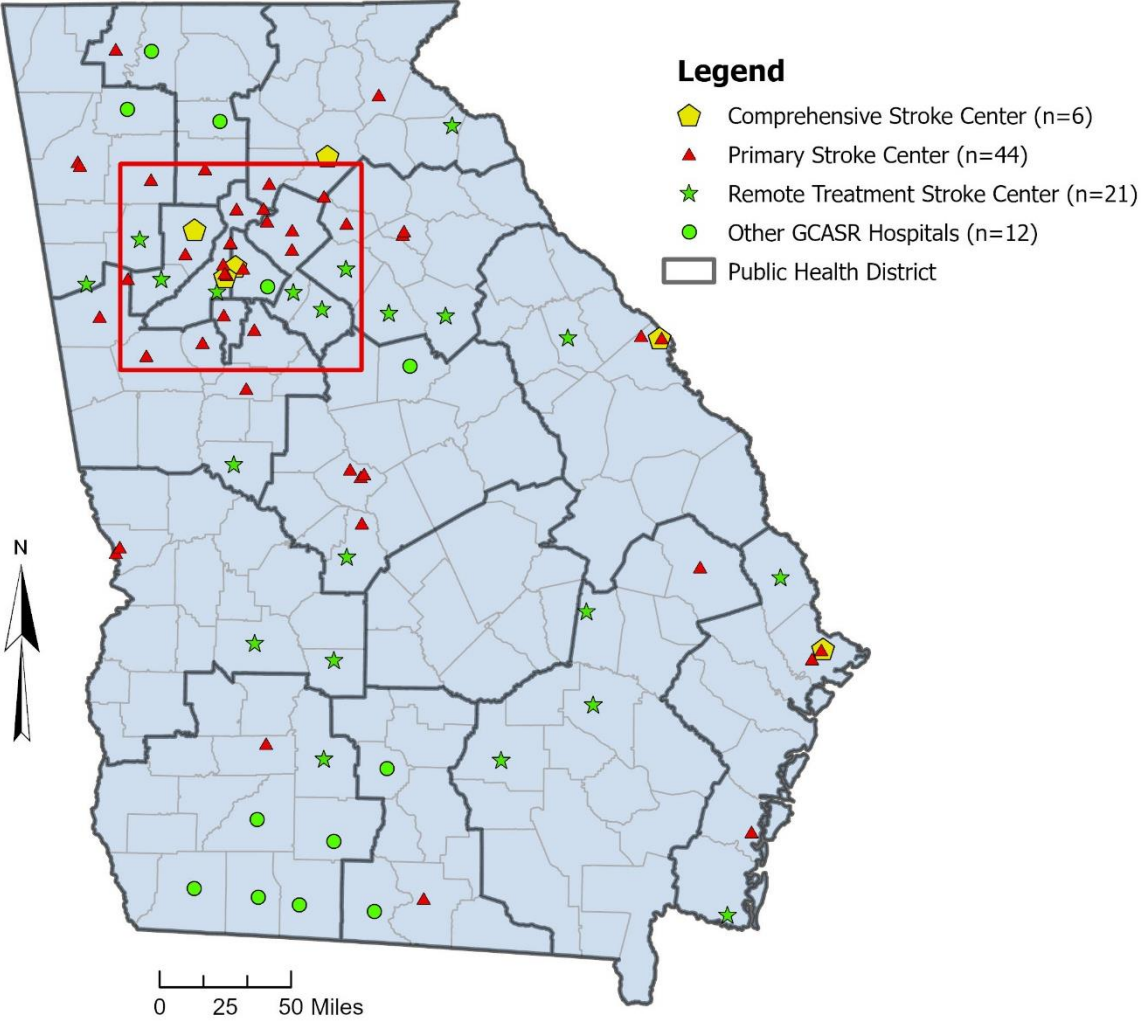 Legend
Comprehensive Stroke Center (n=6)
Primary Stroke Center (n=44)
Remote Treatment Stroke Center (n=21)
Other GCASR Hospitals (n=12)
Public Health District
N
0 25 50 Miles